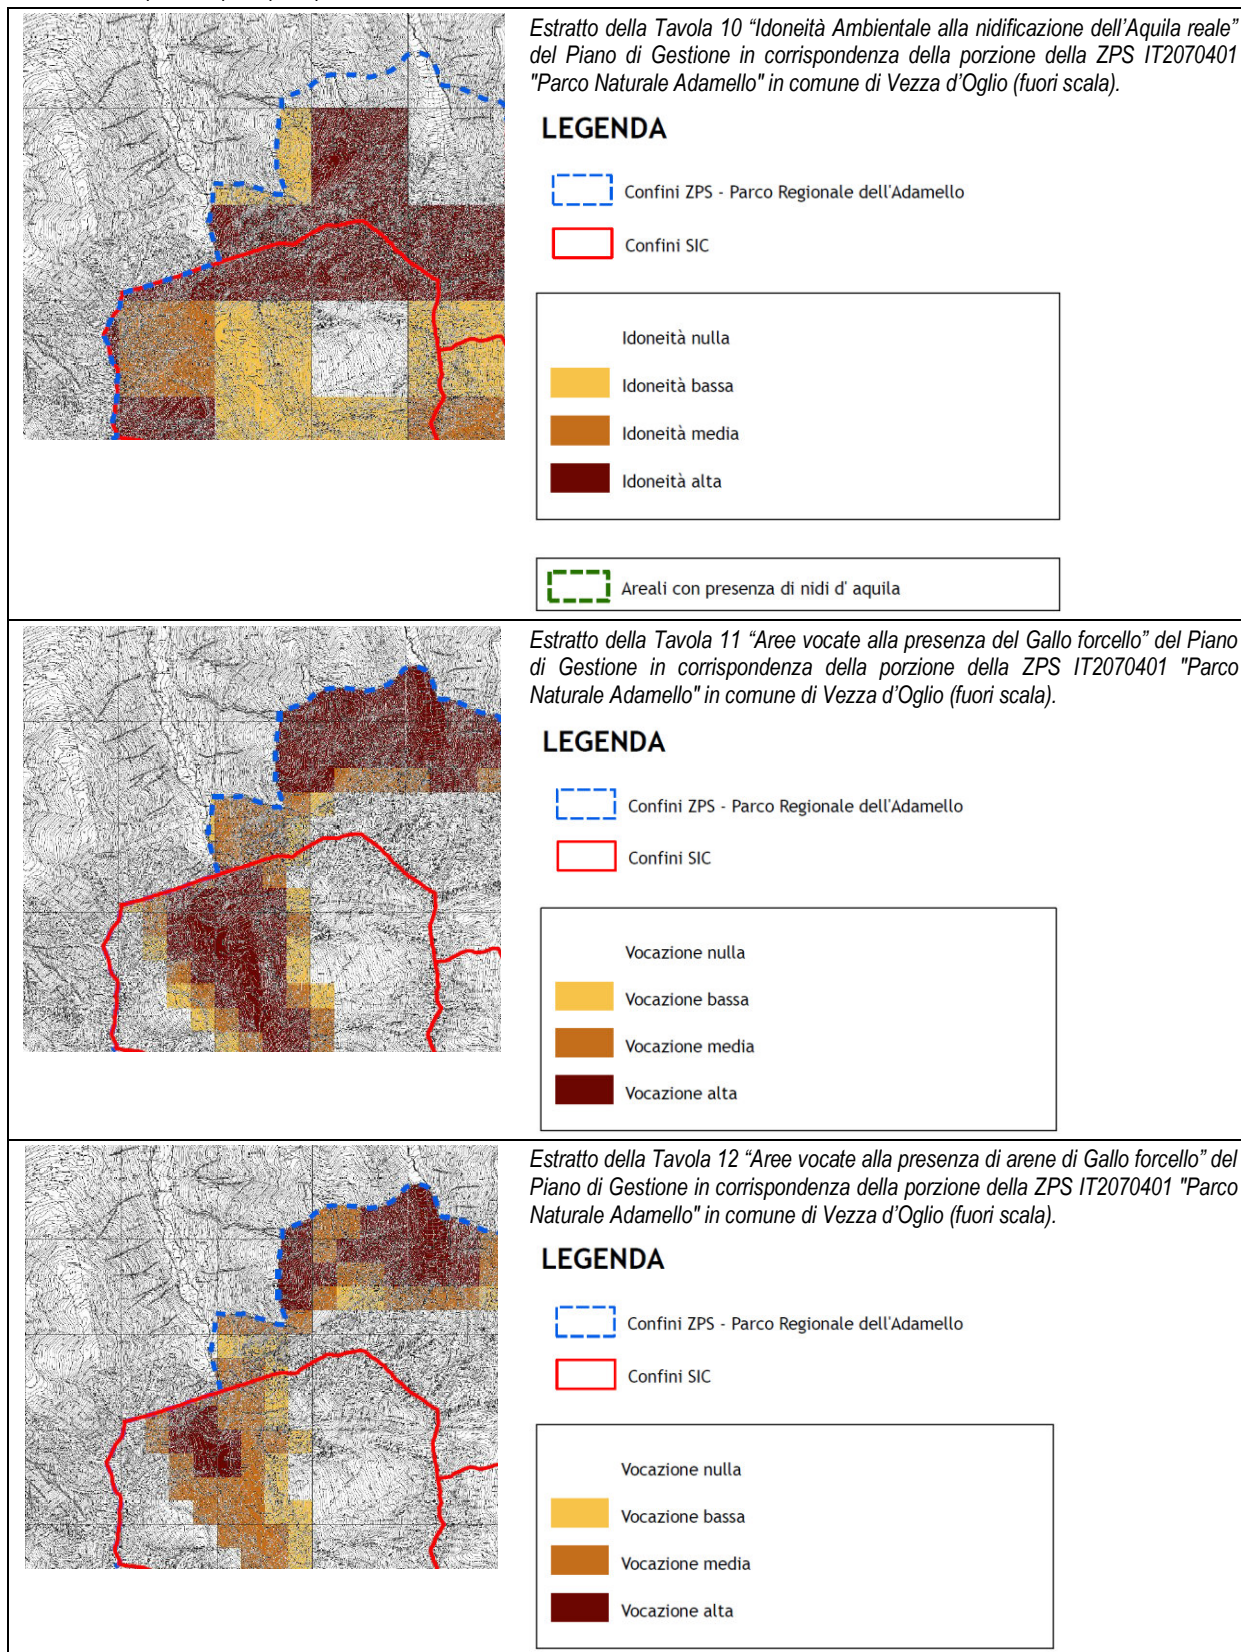 Estratto della Tavola 10 “Idoneità Ambientale alla nidificazione dell’Aquila reale”
del Piano di Gestione in corrispondenza della porzione della ZPS IT2070401
"Parco Naturale Adamello" in comune di Vezza d’Oglio (fuori scala).
LEGENDA
Confini ZPS - Parco Regionale dell'Adamello
Confini SIC
Idoneità nulla
Idoneità bassa
Idoneità media
Idoneità alta
Areali con presenza di nidi d' aquila
Estratto della Tavola 11 “Aree vocate alla presenza del Gallo forcello” del Piano
di Gestione in corrispondenza della porzione della ZPS IT2070401 "Parco
Naturale Adamello" in comune di Vezza d’Oglio (fuori scala).
LEGENDA
Confini ZPS - Parco Regionale dell'Adamello
Confini SIC
Vocazione nulla
Vocazione bassa
Vocazione media
Vocazione alta
Estratto della Tavola 12 “Aree vocate alla presenza di arene di Gallo forcello” del
Piano di Gestione in corrispondenza della porzione della ZPS IT2070401 "Parco
Naturale Adamello" in comune di Vezza d’Oglio (fuori scala).
LEGENDA
Confini ZPS - Parco Regionale dell'Adamello
Confini SIC
Vocazione nulla
Vocazione bassa
Vocazione media
Vocazione alta